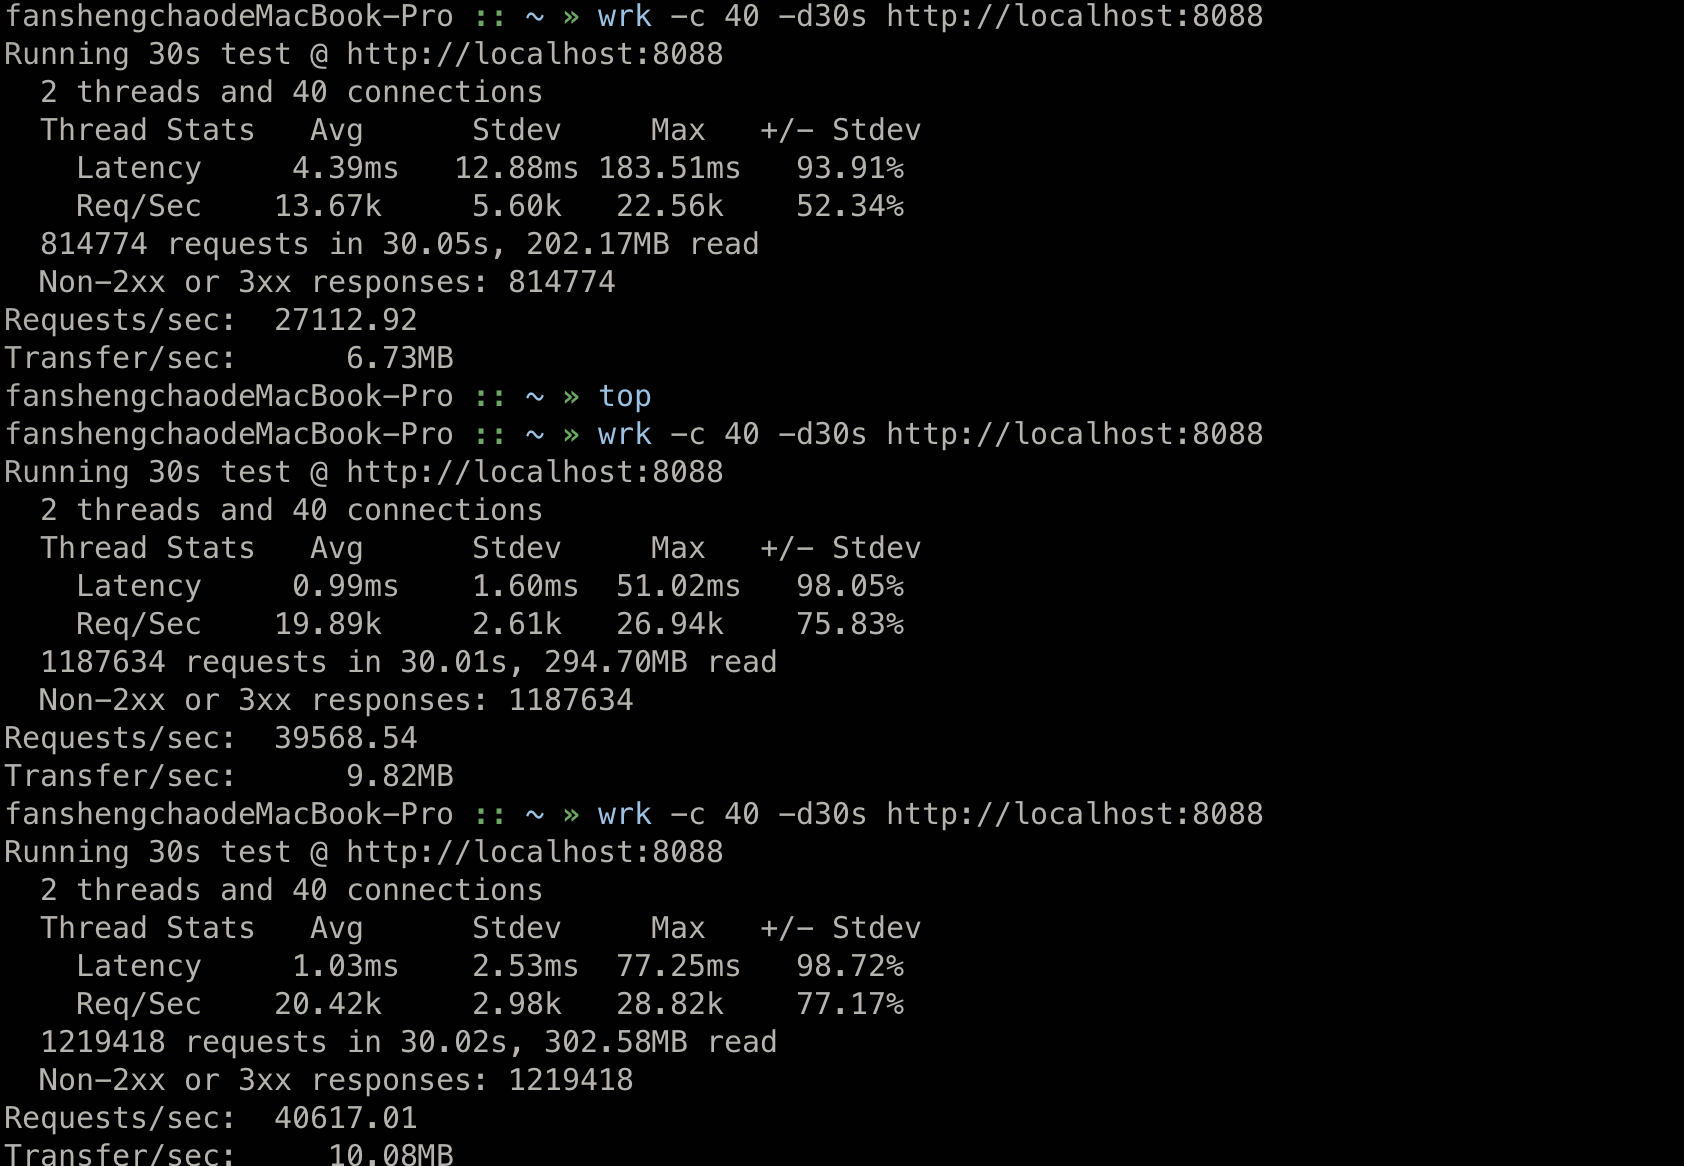 fanshengchaodeMacBook-Pro :: ~ » wrk -c 40 -d30s http://localhost:8088
Running 30s test @ http://localhost:8088
  2 threads and 40 connections
  Thread Stats   Avg      Stdev     Max   +/- Stdev
    Latency     4.39ms   12.88ms 183.51ms   93.91%
    Req/Sec    13.67k     5.60k   22.56k    52.34%
  814774 requests in 30.05s, 202.17MB read
  Non-2xx or 3xx responses: 814774
Requests/sec:  27112.92
Transfer/sec:      6.73MB
fanshengchaodeMacBook-Pro :: ~ » top
fanshengchaodeMacBook-Pro :: ~ » wrk -c 40 -d30s http://localhost:8088
Running 30s test @ http://localhost:8088
  2 threads and 40 connections
  Thread Stats   Avg      Stdev     Max   +/- Stdev
    Latency     0.99ms    1.60ms  51.02ms   98.05%
    Req/Sec    19.89k     2.61k   26.94k    75.83%
  1187634 requests in 30.01s, 294.70MB read
  Non-2xx or 3xx responses: 1187634
Requests/sec:  39568.54
Transfer/sec:      9.82MB
fanshengchaodeMacBook-Pro :: ~ » wrk -c 40 -d30s http://localhost:8088
Running 30s test @ http://localhost:8088
  2 threads and 40 connections
  Thread Stats   Avg      Stdev     Max   +/- Stdev
    Latency     1.03ms    2.53ms  77.25ms   98.72%
    Req/Sec    20.42k     2.98k   28.82k    77.17%
  1219418 requests in 30.02s, 302.58MB read
  Non-2xx or 3xx responses: 1219418
Requests/sec:  40617.01
Transfer/sec:     10.08MB